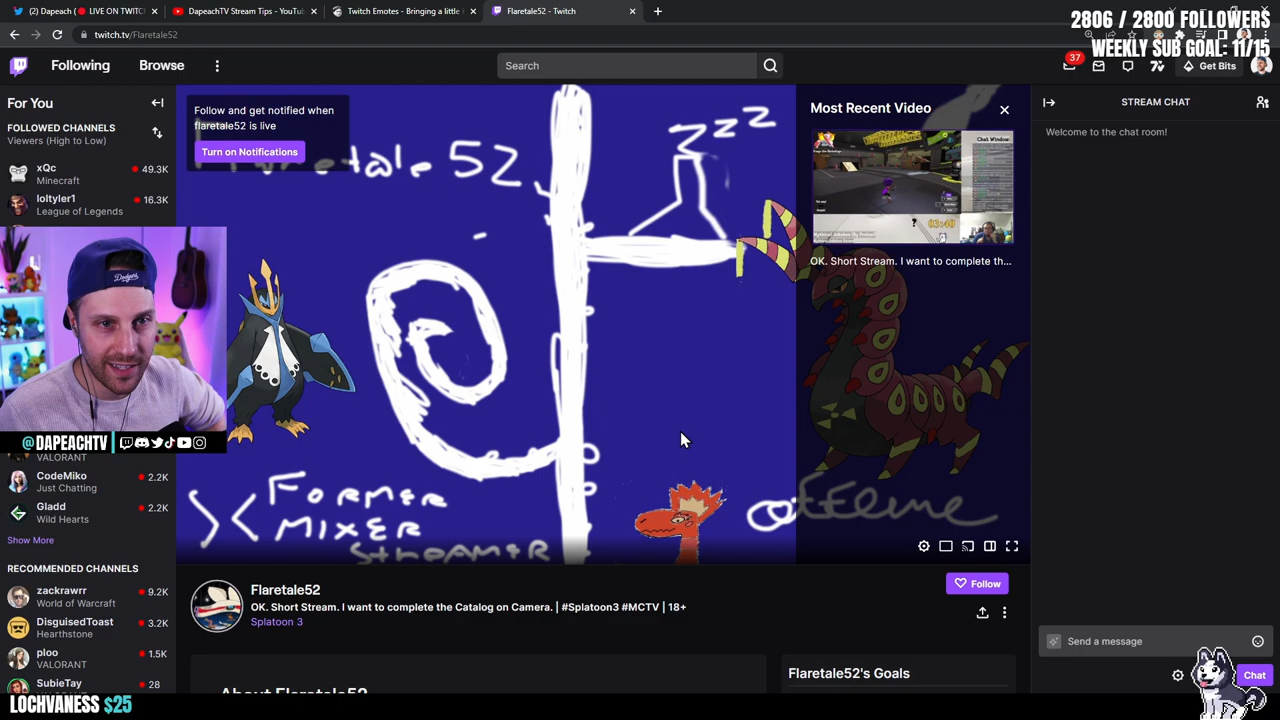 (2) Dapeach ( LIVE ON TWITCH
DapeachTV Stream Tips - YouTu
Twitch Emotes - Bringing a little
Flaretale52 - Twitch
twitch.tv/Flaretale52
2806 / 2800 FOLLOWERS
WEEKLY SUB GOAL: 11/15
Following
Browse
Search
37
Get Bits
For You
FOLLOWED CHANNELS
Viewers (High to Low)
xQc
49.3K
Minecraft
loltyler1
16.3K
League of Legends
Follow and get notified when
flaretale52 is live
Turn on Notifications
Flaretale 52
zzz
Most Recent Video
OK. Short Stream. I want to complete th...
STREAM CHAT
Welcome to the chat room!
DODGERS
@DAPEACHTV
VALORANT
CodeMiko
2.2K
Just Chatting
Gladd
2.2K
Wild Hearts
Show More
RECOMMENDED CHANNELS
zackrawrr
9.2K
World of Warcraft
DisguisedToast
3.2K
Hearthstone
ploo
1.5K
VALORANT
SubieTay
28
FORMER
MIXER
STREAMER
Flaretale52
OK. Short Stream. I want to complete the Catalog on Camera. | #Splatoon3 #MCTV | 18+
Splatoon 3
Follow
About Flaretale52
Flaretale52's Goals
Send a message
Chat
LOCHVANESS $25